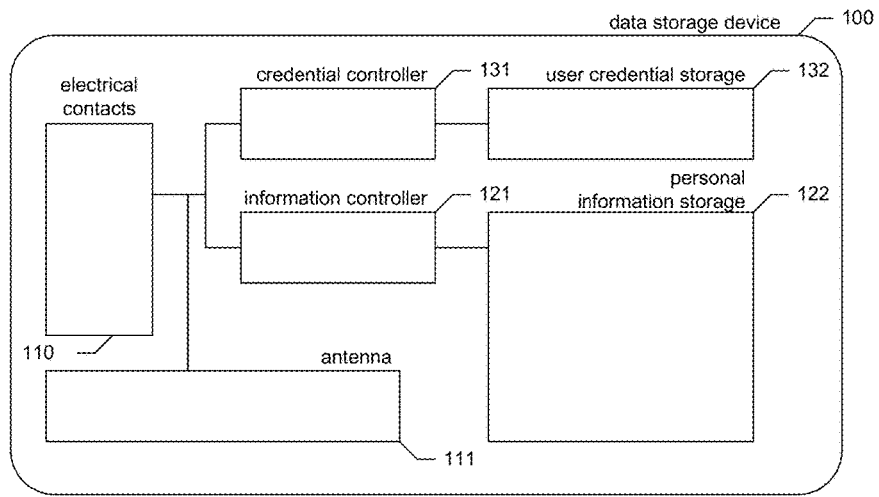 data storage device 100
electrical
contacts
credential controller 131
user credential storage 132
information controller 121
personal
information storage 122
110
antenna
111